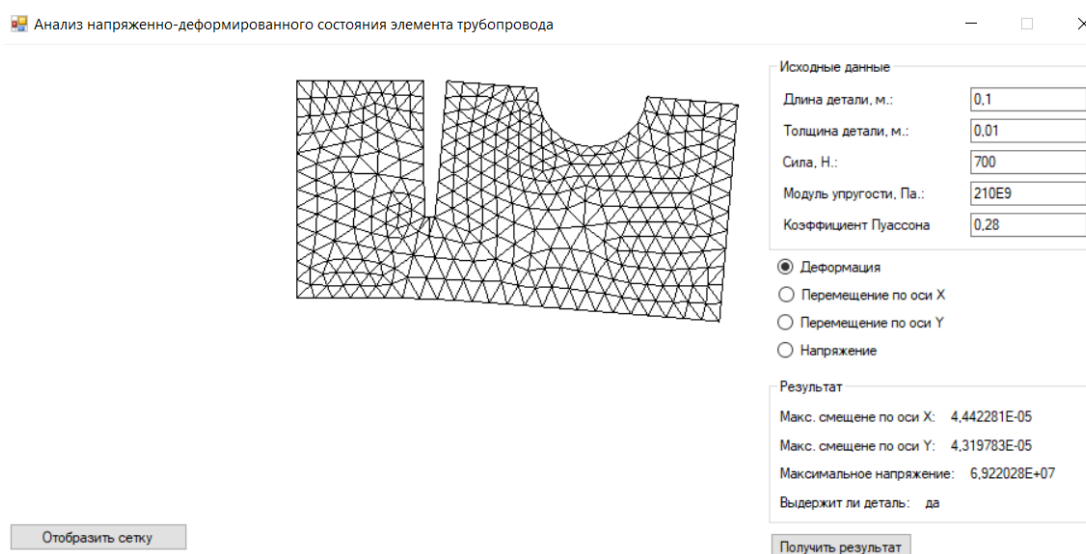 Анализ напряженно-деформированного состояния элемента трубопровода
Исходные данные
Длина детали, м.: 0,1
Толщина детали, м.: 0,01
Сила, Н.: 700
Модуль упругости, Па.: 210E9
Коэффициент Пуассона 0,28
Деформация
Перемещение по оси X
Перемещение по оси Y
Напряжение
Результат
Макс. смещене по оси X: 4,442281E-05
Макс. смещене по оси Y: 4,319783E-05
Максимальное напряжение: 6,922028E+07
Выдержит ли деталь: да
Отобразить сетку
Получить результат